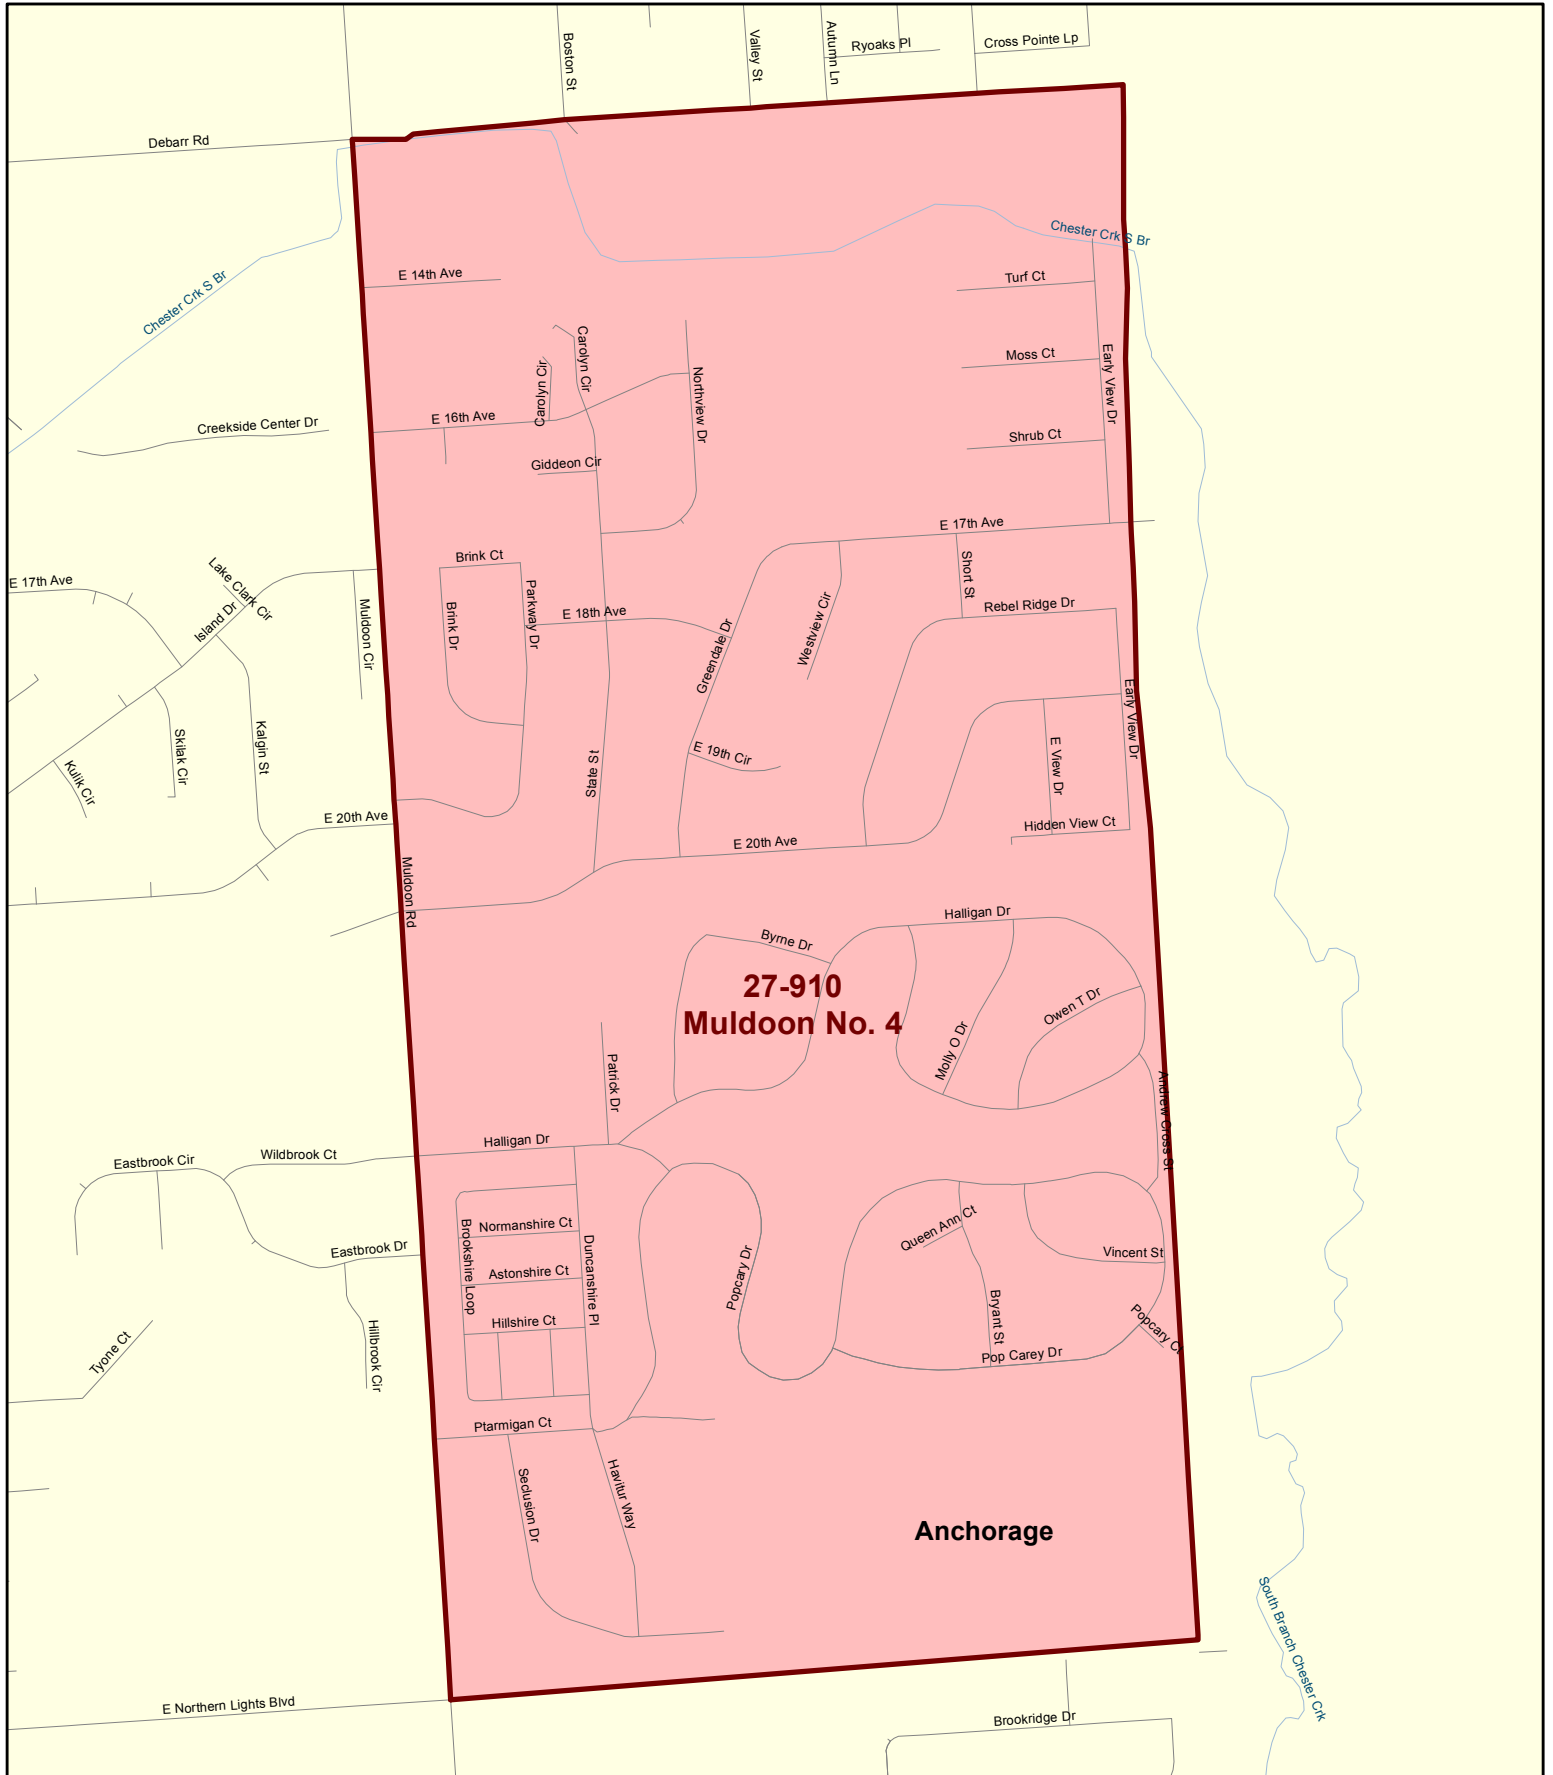 Boston St
Valley St
Autumn Ln
Ryoaks Pl
Cross Pointe Lp
Debarr Rd
Chester Crk S Br
Chester Crk S Br
E 14th Ave
Turf Ct
Carolyn Cir
Carolyn Cir
Northview Dr
Moss Ct
Early View Dr
E 16th Ave
Creekside Center Dr
Shrub Ct
Giddeon Cir
E 17th Ave
Brink Ct
Short St
E 17th Ave
Lake Clark Cir
Island Dr
Muldoon Cir
Brink Dr
Parkway Dr
E 18th Ave
Rebel Ridge Dr
Greendale Dr
Westview Cir
Early View Dr
Skilak Cir
Kalgin St
Kulik Cir
State St
E 19th Cir
E View Dr
E 20th Ave
Hidden View Ct
E 20th Ave
Muldoon Rd
Halligan Dr
Byrne Dr
27-910
Muldoon No. 4
Owen T Dr
Molly O Dr
Patrick Dr
Andrew Cross St
Halligan Dr
Wildbrook Ct
Eastbrook Cir
Normanshire Ct
Brookshire Loop
Queen Ann Ct
Eastbrook Dr
Duncanshire Pl
Vincent St
Astonshire Ct
Popcary Dr
Hillshire Ct
Bryant St
Popcary Ct
Tyone Ct
Hillbrook Cir
Pop Carey Dr
Ptarmigan Ct
Seclusion Dr
Havitur Way
Anchorage
South Branch Chester Crk
E Northern Lights Blvd
Brookridge Dr